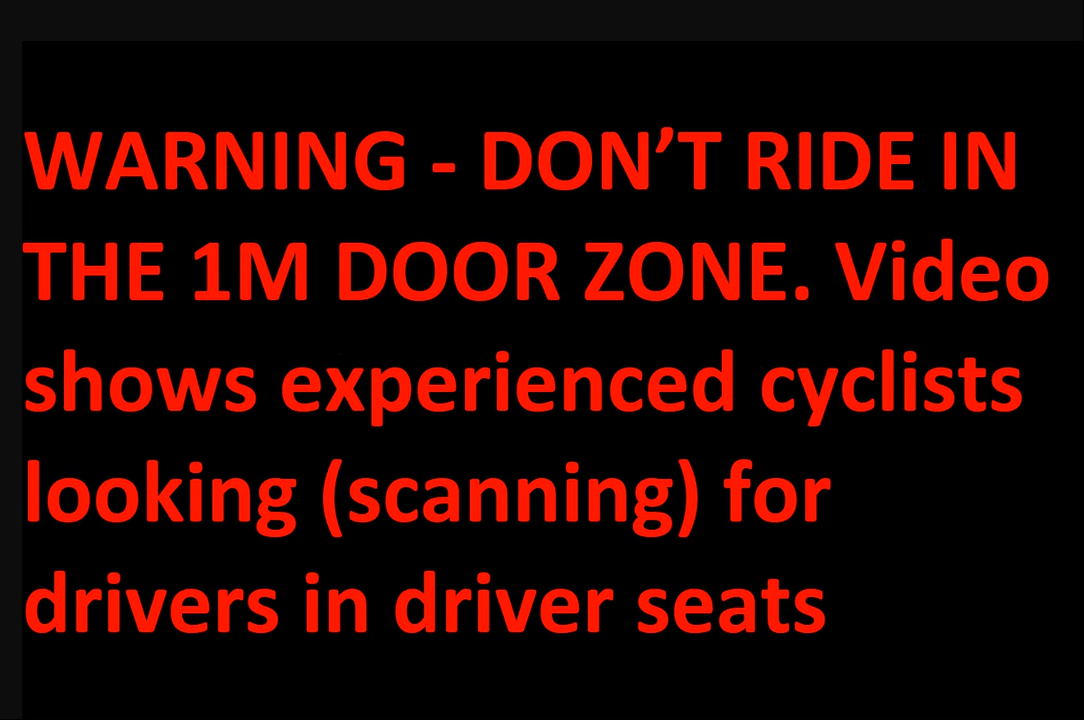 WARNING - DON’T RIDE IN
THE 1M DOOR ZONE. Video
shows experienced cyclists
looking (scanning) for
drivers in driver seats